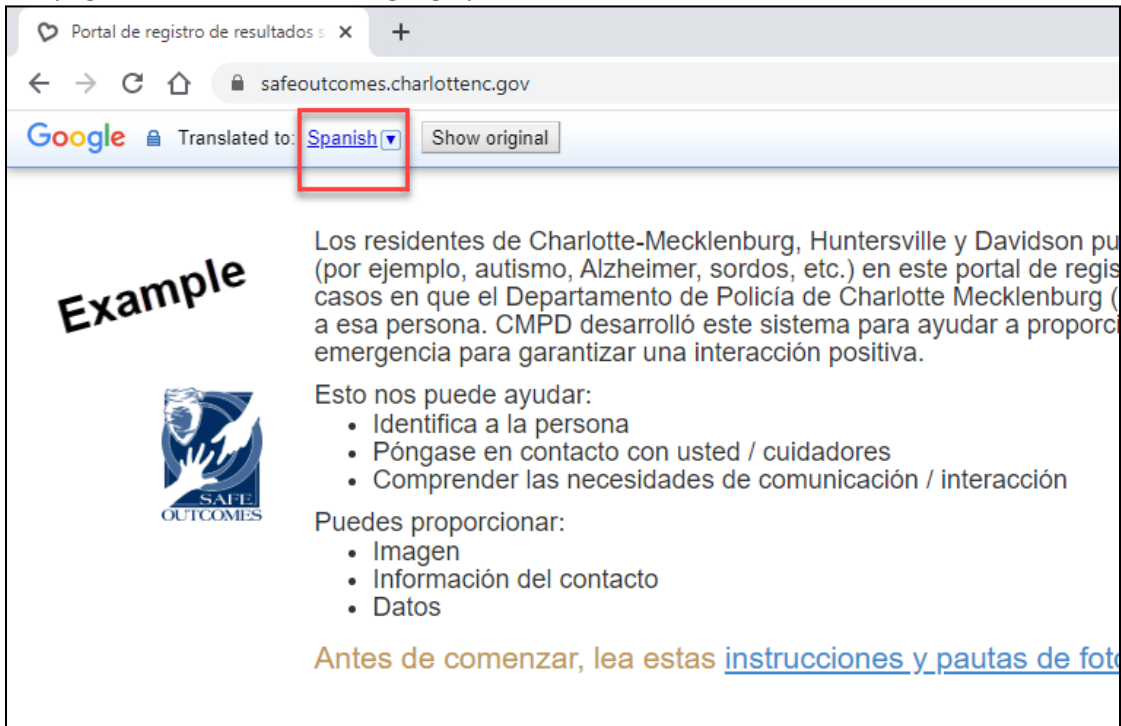 Portal de registro de resultados s
safeoutcomes.charlottenc.gov
Google Translated to: Spanish Show original
Example
Los residentes de Charlotte-Mecklenburg, Huntersville y Davidson pu
(por ejemplo, autismo, Alzheimer, sordos, etc.) en este portal de regis
casos en que el Departamento de Policía de Charlotte Mecklenburg (
a esa persona. CMPD desarrolló este sistema para ayudar a proporci
emergencia para garantizar una interacción positiva.
SAFE
OUTCOMES
Esto nos puede ayudar:
• Identifica a la persona
• Póngase en contacto con usted / cuidadores
• Comprender las necesidades de comunicación / interacción
Puedes proporcionar:
• Imagen
• Información del contacto
• Datos
Antes de comenzar, lea estas instrucciones y pautas de foto